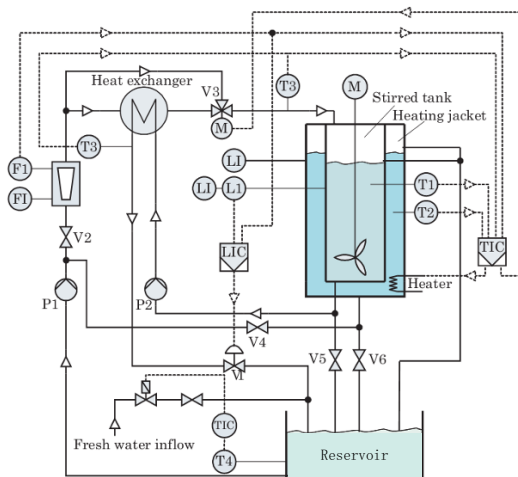 M
Heat exchanger
V3
T3
M
Stirred tank
Heating jacket
M
T3
F1
FI
LI
LI
L1
T1
T2
V2
LIC
TIC
Heater
P1
P2
V4
V5
V6
V1
TIC
Fresh water inflow
T4
Reservoir